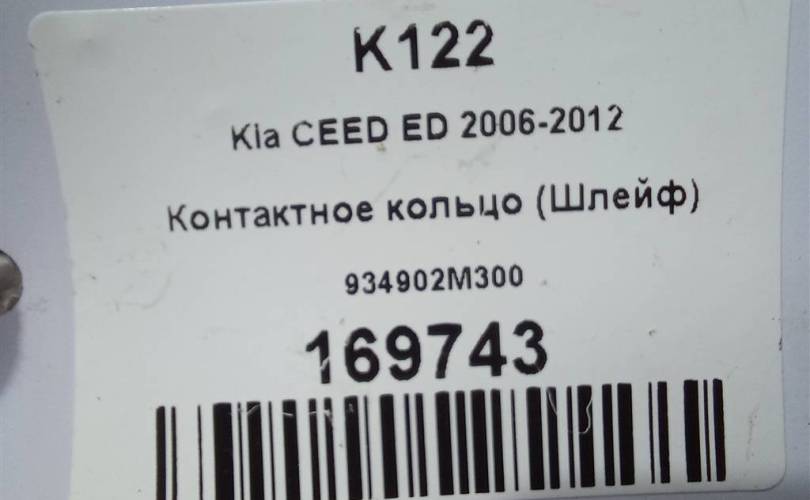 K122
Kia CEED ED 2006-2012
Контактное кольцо (Шлейф)
934902M300
169743